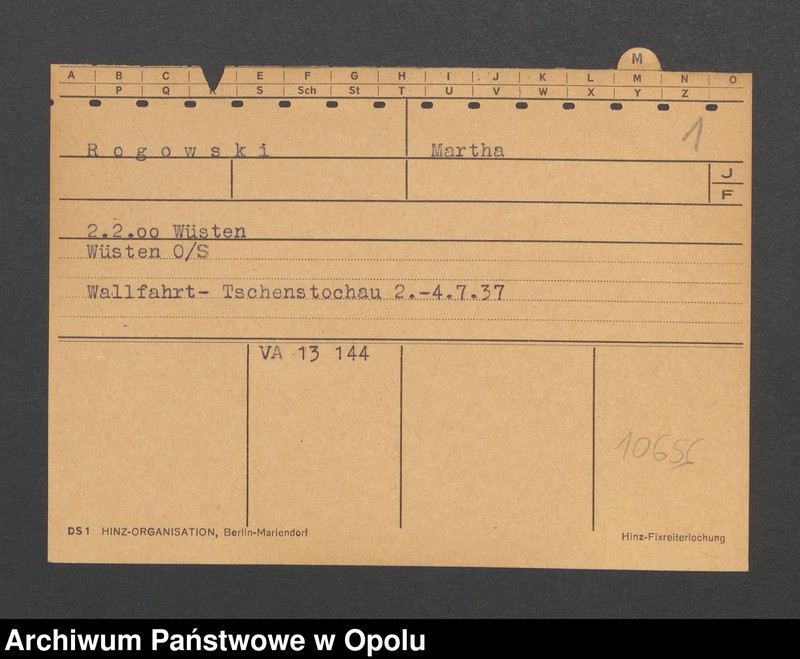 M
A B C E F G H I J K L M N O
P Q R S Sch St T U V W X Y Z
1
Rogowski Martha
J
F
2.2.oo Wüsten
Wüsten O/S
Wallfahrt- Tschenstochau 2.-4.7.37
VA 13 144
10656
DS1 HINZ-ORGANISATION, Berlin-Mariendorf Hinz-Fixreiterlochung
Archiwum Państwowe w Opolu